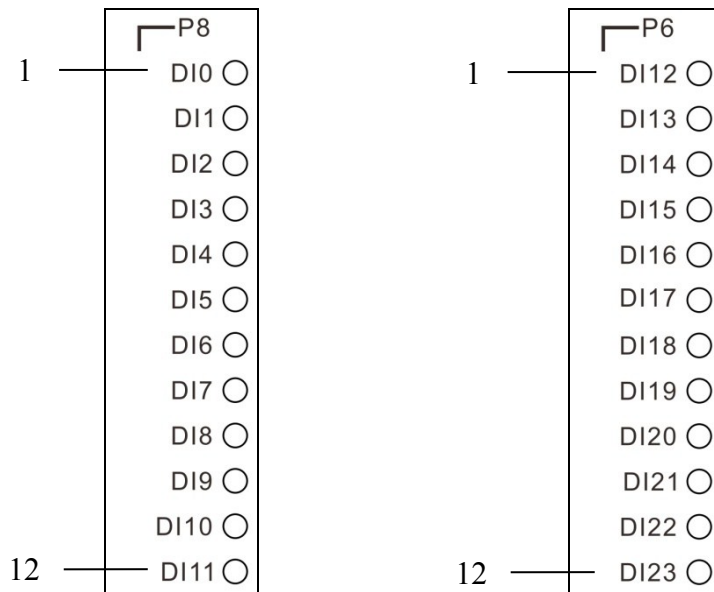 P8
1 DI0
DI1
DI2
DI3
DI4
DI5
DI6
DI7
DI8
DI9
DI10
12 DI11
P6
1 DI12
DI13
DI14
DI15
DI16
DI17
DI18
DI19
DI20
DI21
DI22
12 DI23